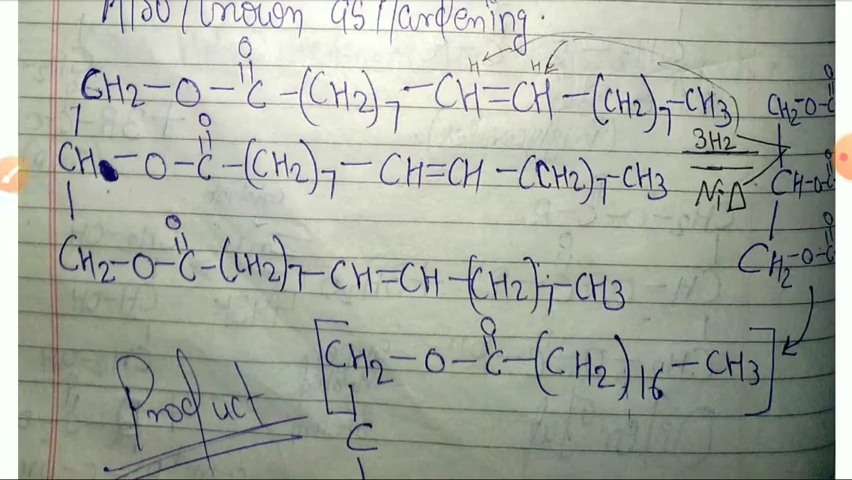 Also known as Hardening.
H H
O
CH2-O-C-(CH2)7-CH=CH-(CH2)7-CH3
3H2
NiΔ
O
CH2-O-C
O
CH-O-C-(CH2)7-CH=CH-(CH2)7-CH3
O
CH-O-C
O
CH2-O-C-(CH2)7-CH=CH-(CH2)7-CH3
O
CH2-O-C
O
[CH2-O-C-(CH2)16-CH3]
C
Product